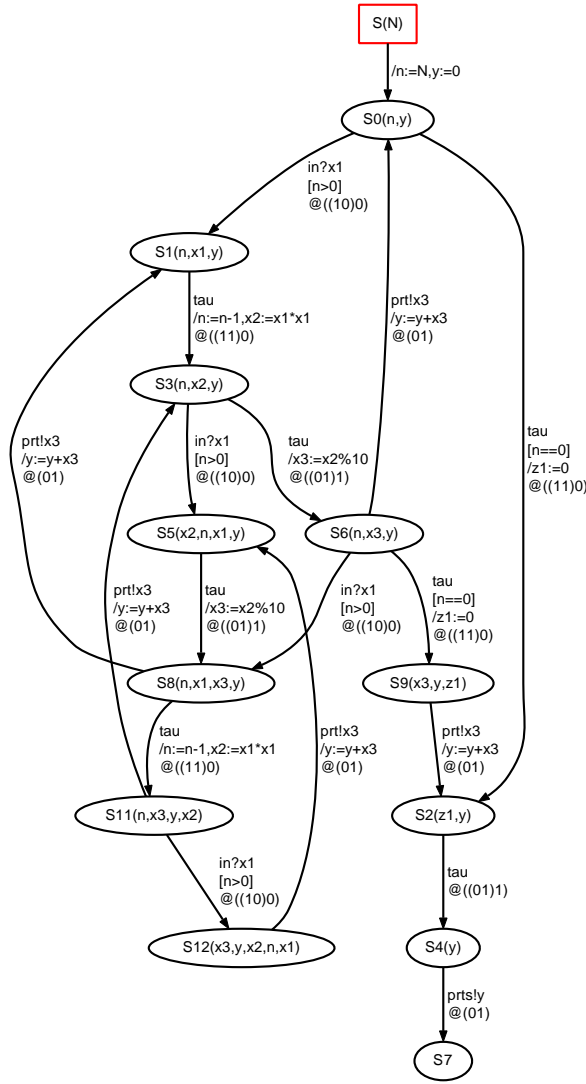 S(N)
/n:=N,y:=0
S0(n,y)
in?x1
[n>0]
@((10)0)
S1(n,x1,y)
prt!x3
/y:=y+x3
@(01)
tau
/n:=n-1,x2:=x1*x1
@((11)0)
S3(n,x2,y)
tau
[n==0]
/z1:=0
@((11)0)
prt!x3
/y:=y+x3
@(01)
in?x1
[n>0]
@((10)0)
tau
/x3:=x2%10
@((01)1)
S5(x2,n,x1,y)
S6(n,x3,y)
prt!x3
/y:=y+x3
@(01)
tau
/x3:=x2%10
@((01)1)
in?x1
[n>0]
@((10)0)
tau
[n==0]
/z1:=0
@((11)0)
S8(n,x1,x3,y)
S9(x3,y,z1)
tau
/n:=n-1,x2:=x1*x1
@((11)0)
prt!x3
/y:=y+x3
@(01)
prt!x3
/y:=y+x3
@(01)
S11(n,x3,y,x2)
S2(z1,y)
in?x1
[n>0]
@((10)0)
tau
@((01)1)
S12(x3,y,x2,n,x1)
S4(y)
prts!y
@(01)
S7